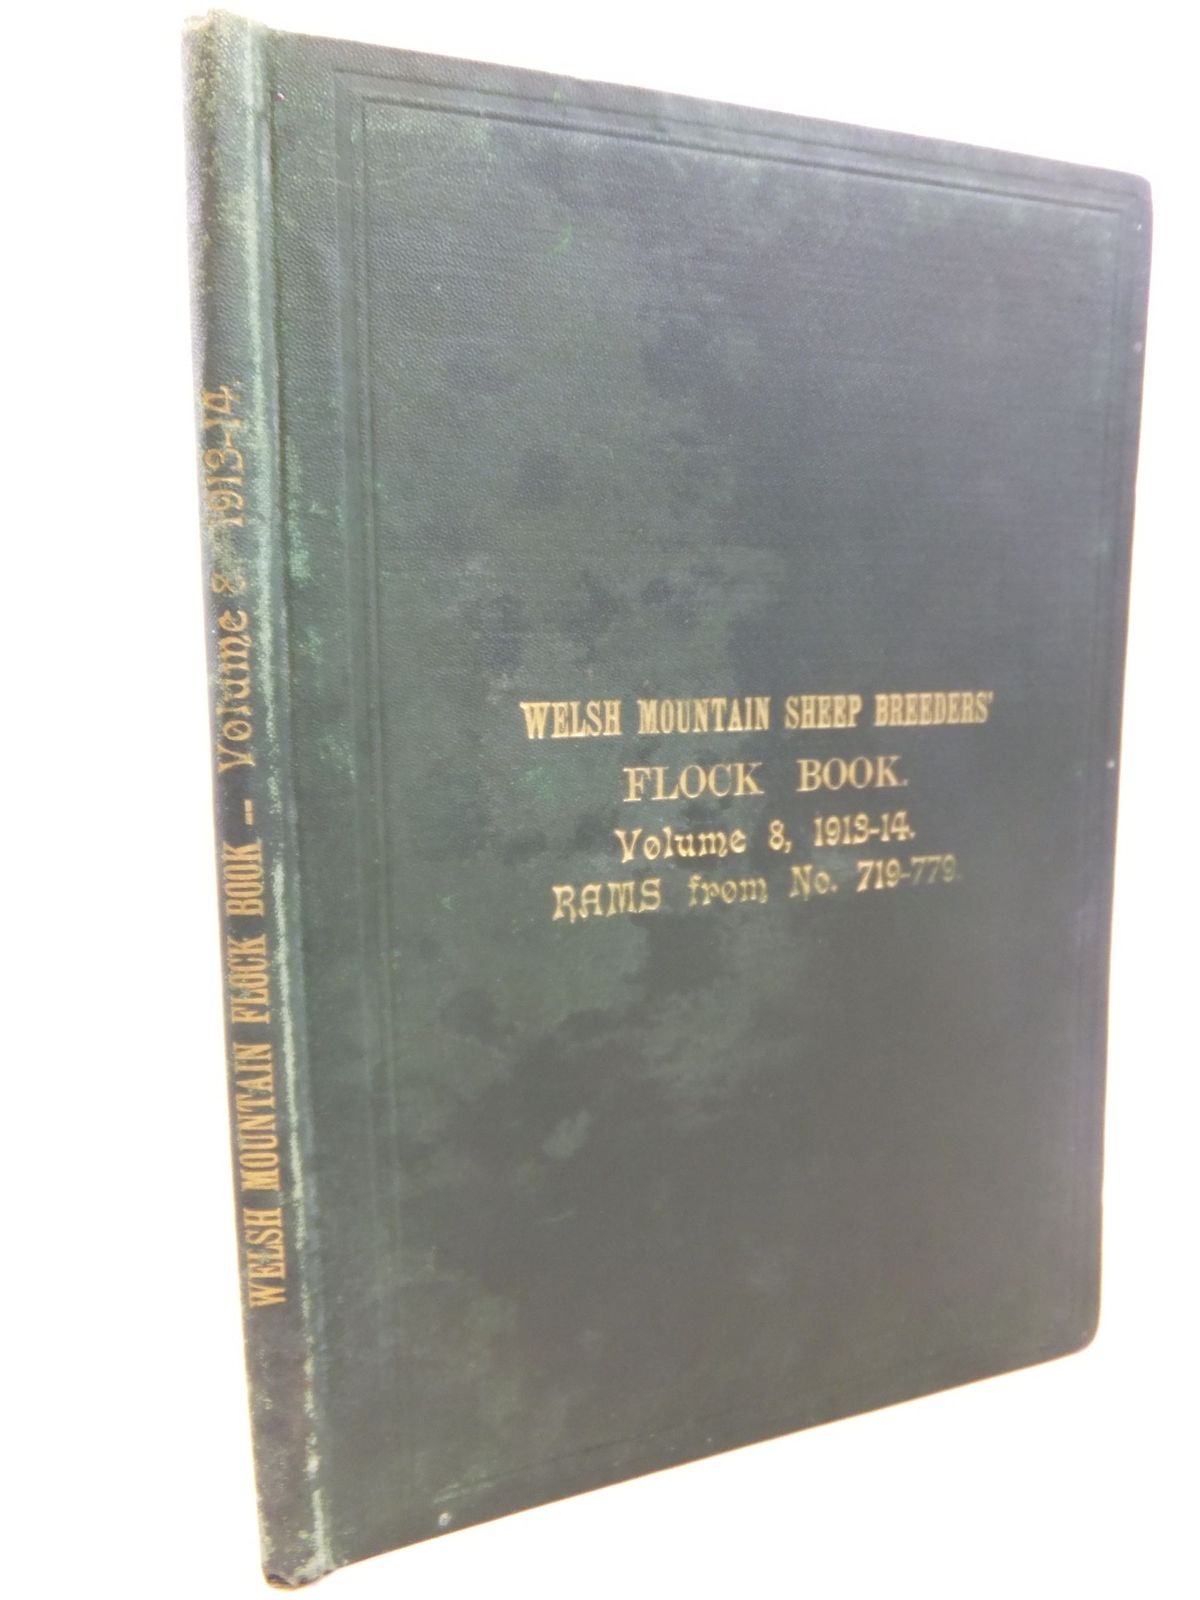 WELSH MOUNTAIN FLOCK BOOK -- Volume 8 1913-14.
WELSH MOUNTAIN SHEEP BREEDERS'
FLOCK BOOK.
Volume 8, 1913-14.
RAMS from No. 719-779.